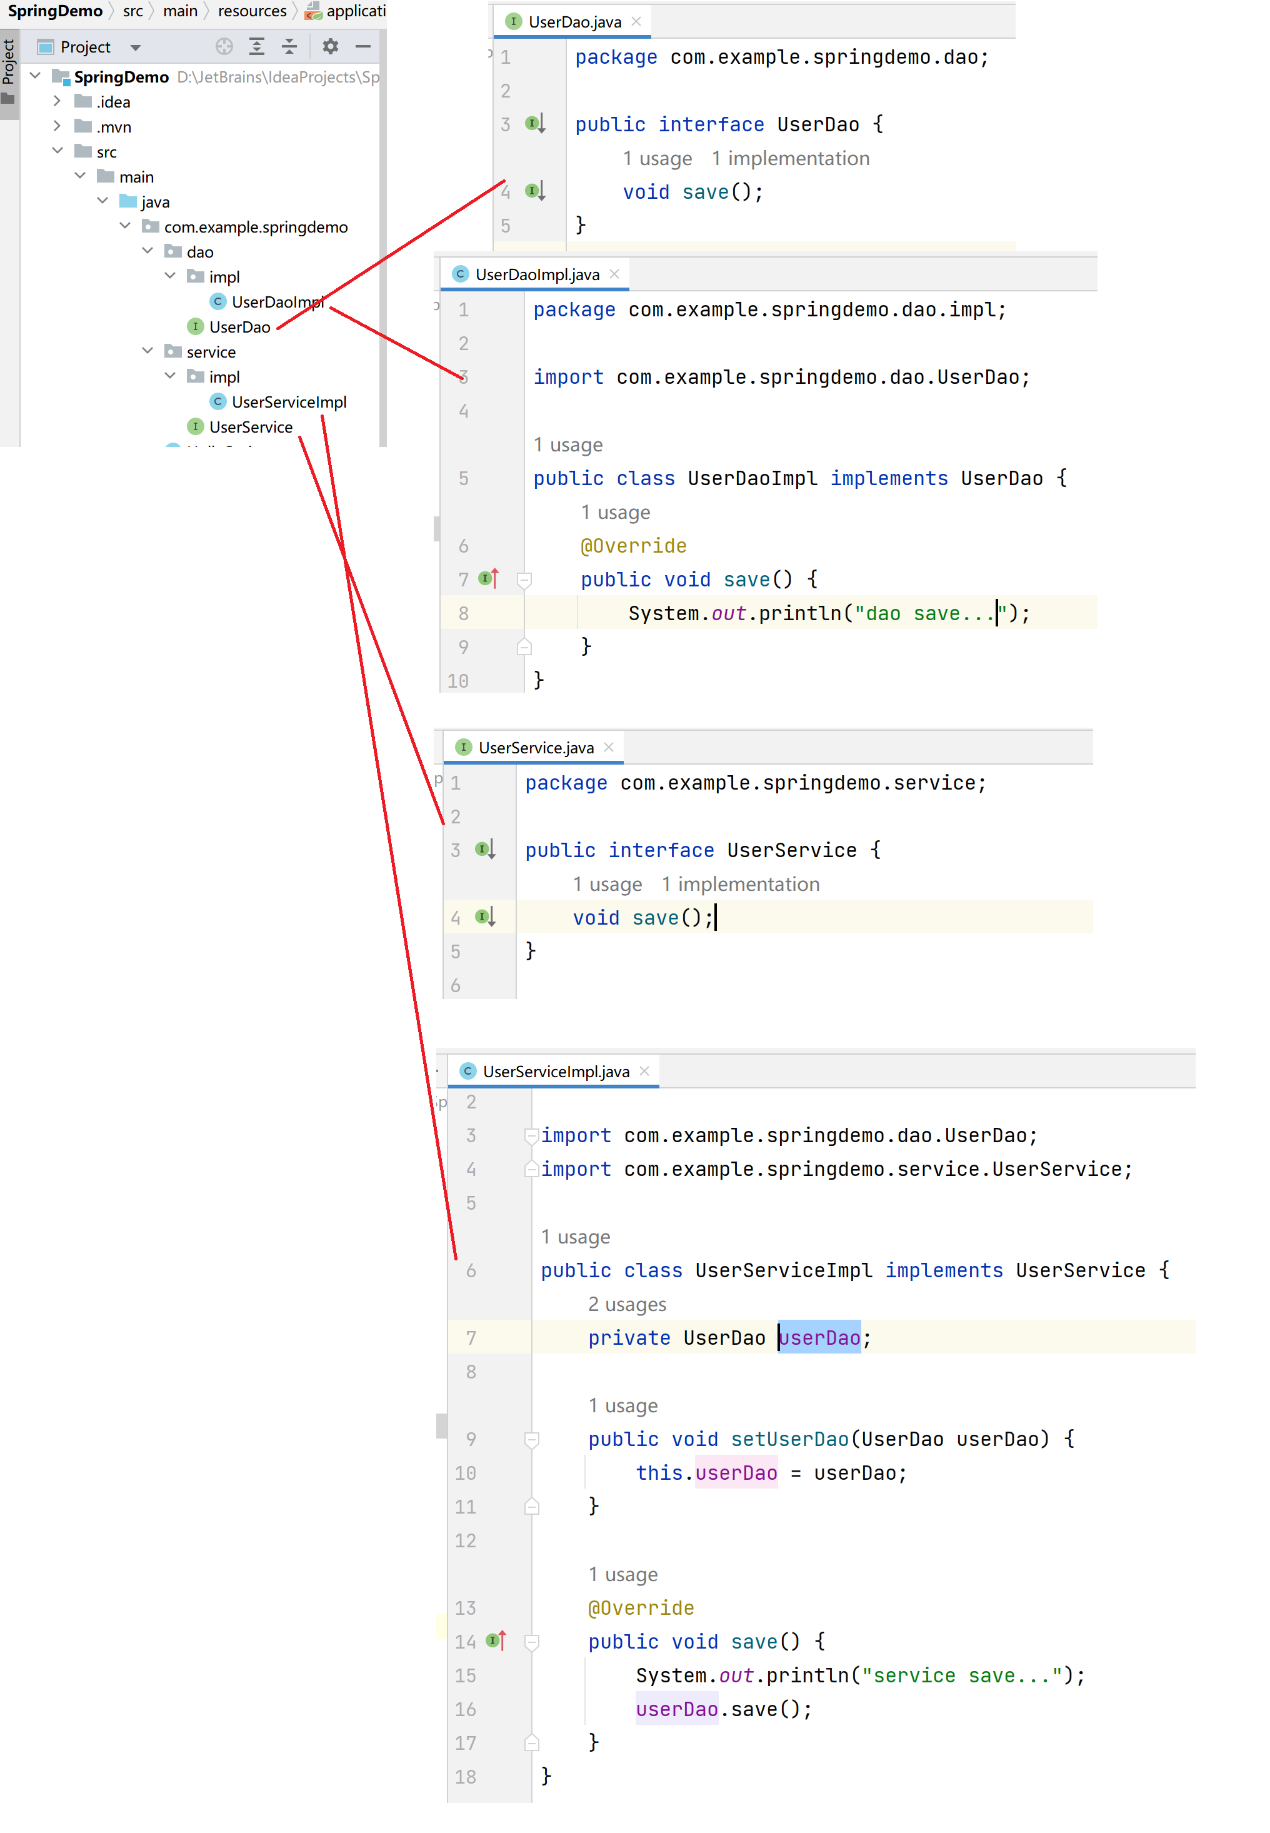 SpringDemo 〉 src 〉 main 〉 resources 〉
Project
Project
SpringDemo D:\JetBrains\IdeaProjects\Sp
.idea
.mvn
src
main
java
com.example.springdemo
dao
impl
UserDaoImpl
UserDao
service
impl
UserServiceImpl
UserService
UserDao.java
1 package com.example.springdemo.dao;
2
3 public interface UserDao {
1 usage 1 implementation
4 void save();
5 }
UserDaoImpl.java
1 package com.example.springdemo.dao.impl;
2
3 import com.example.springdemo.dao.UserDao;
4
1 usage
5 public class UserDaoImpl implements UserDao {
1 usage
6 @Override
7 public void save() {
8 System.out.println("dao save...");
9 }
10 }
UserService.java
1 package com.example.springdemo.service;
2
3 public interface UserService {
1 usage 1 implementation
4 void save();
5 }
6
UserServiceImpl.java
2
3 import com.example.springdemo.dao.UserDao;
4 import com.example.springdemo.service.UserService;
5
1 usage
6 public class UserServiceImpl implements UserService {
2 usages
7 private UserDao userDao;
8
1 usage
9 public void setUserDao(UserDao userDao) {
10 this.userDao = userDao;
11 }
12
1 usage
13 @Override
14 public void save() {
15 System.out.println("service save...");
16 userDao.save();
17 }
18 }